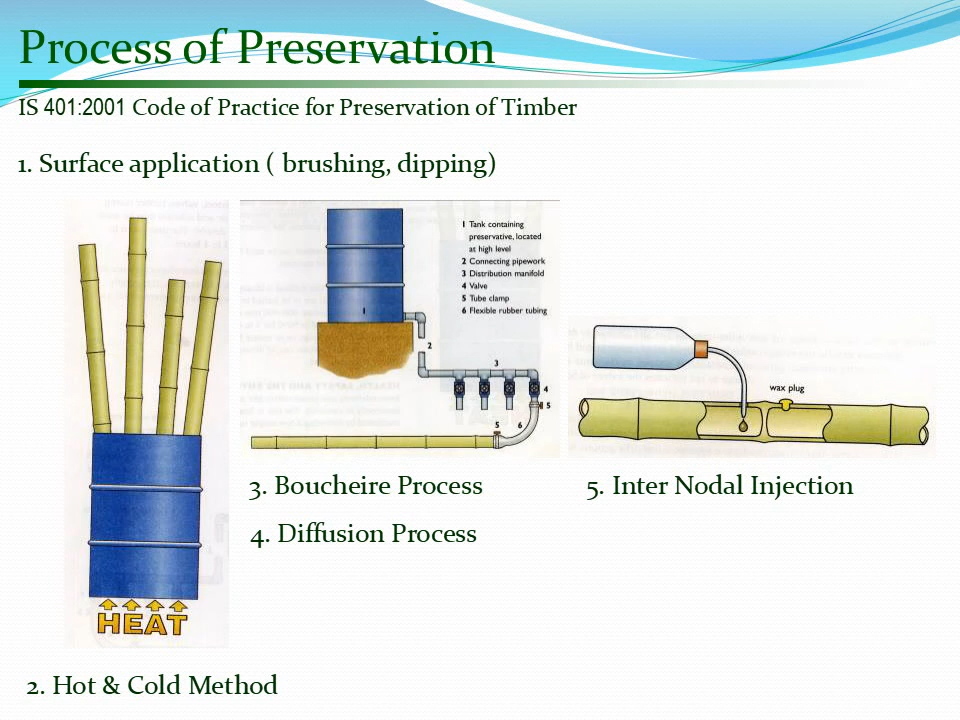 Process of Preservation
IS 401:2001 Code of Practice for Preservation of Timber
1. Surface application ( brushing, dipping)
1 Tank containing
preservative, located
at high level
2 Connecting pipework
3 Distribution manifold
4 Valve
5 Tube clamp
6 Flexible rubber tubing
1
2
3
4
5
5
6
wax plug
3. Boucheire Process
5. Inter Nodal Injection
4. Diffusion Process
HEAT
2. Hot & Cold Method